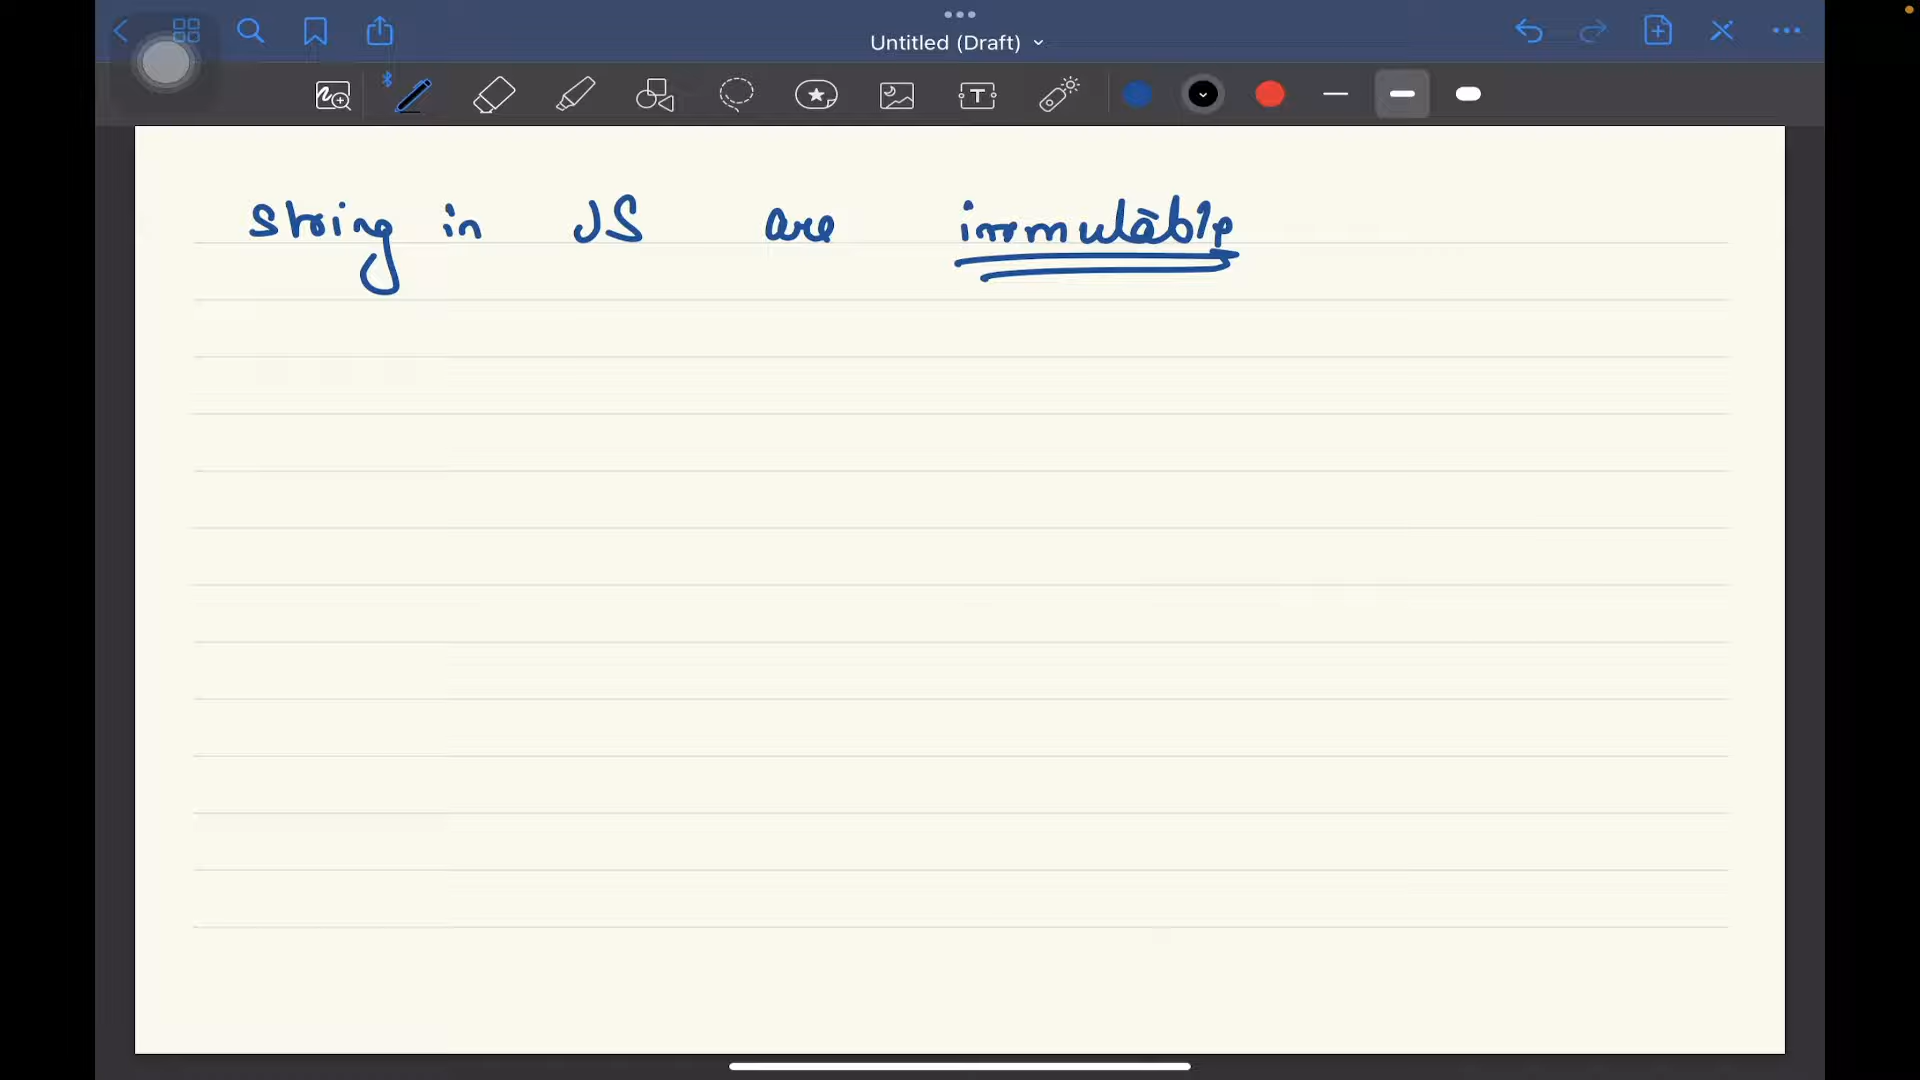 Untitled (Draft)
T
string in JS are immutable